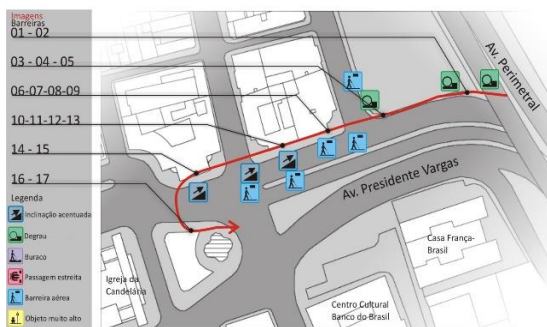 Imagens
Barreiras
01 - 02
03 - 04 - 05
06-07-08-09
10-11-12-13
14 - 15
16 - 17
Legenda
Inclinação acentuada
Degrau
Buraco
Passagem estreita
Barreira aérea
Objeto muito alto
Av. Perimetral
Av. Presidente Vargas
Casa França-
Brasil
Igreja da
Candelária
Centro Cultural
Banco do Brasil